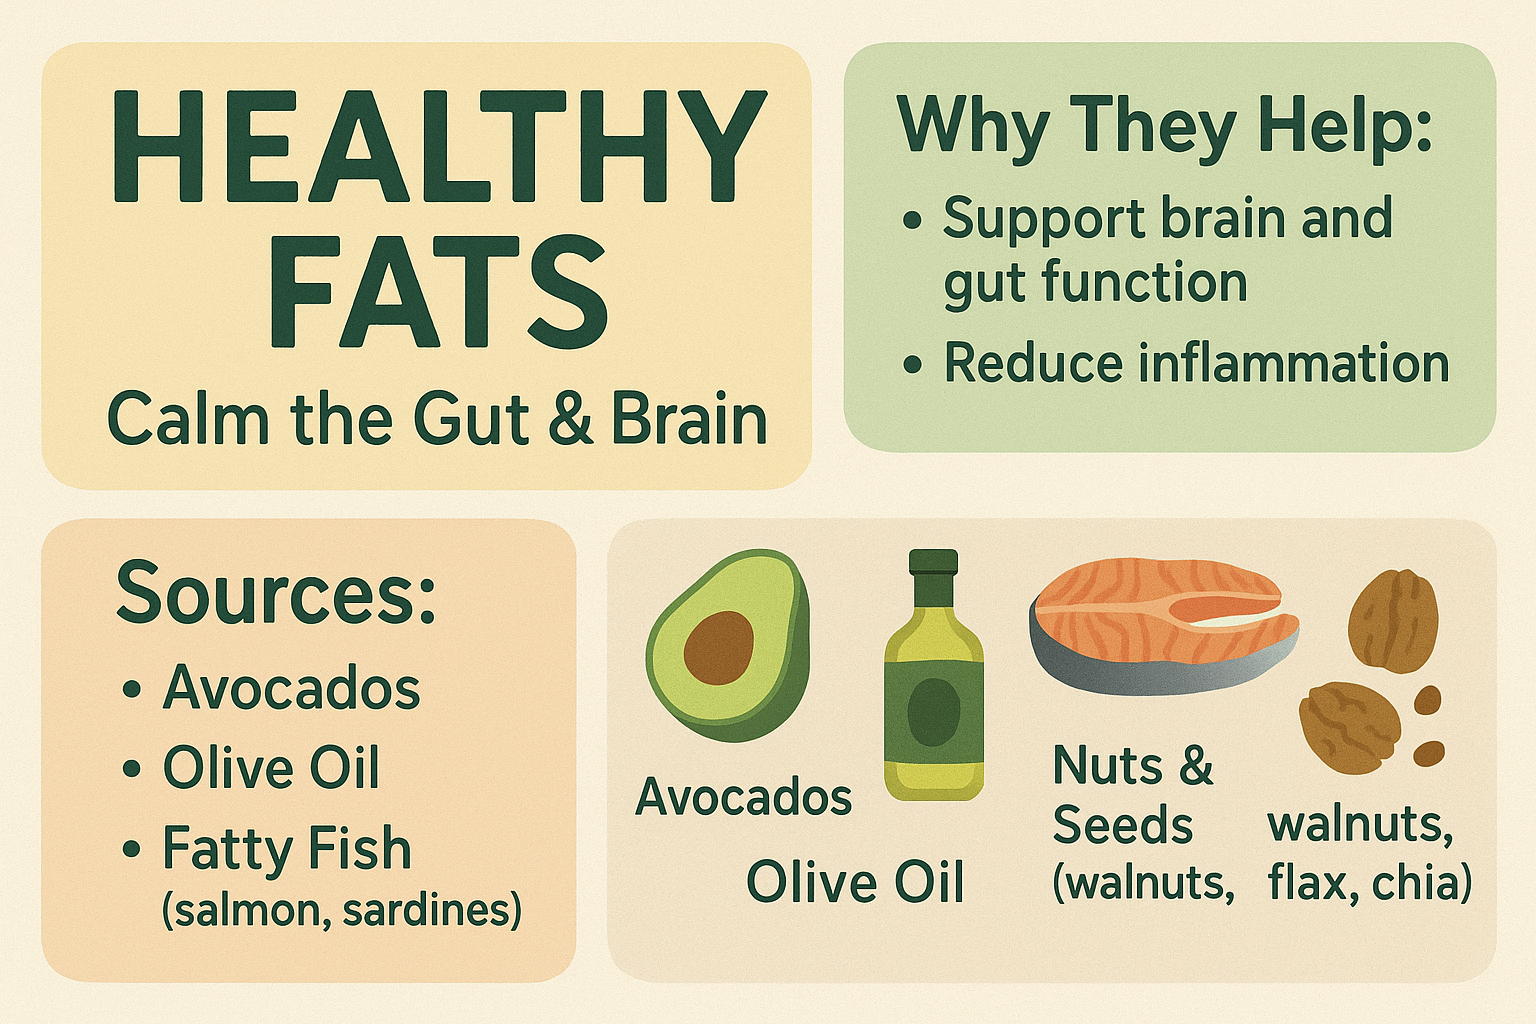 HEALTHY
FATS
Calm the Gut & Brain
Why They Help:
• Support brain and
gut function
• Reduce inflammation
Sources:
• Avocados
• Olive Oil
• Fatty Fish
(salmon, sardines)
Avocados
Olive Oil
Nuts &
Seeds
(walnuts,
walnuts,
flax, chia)